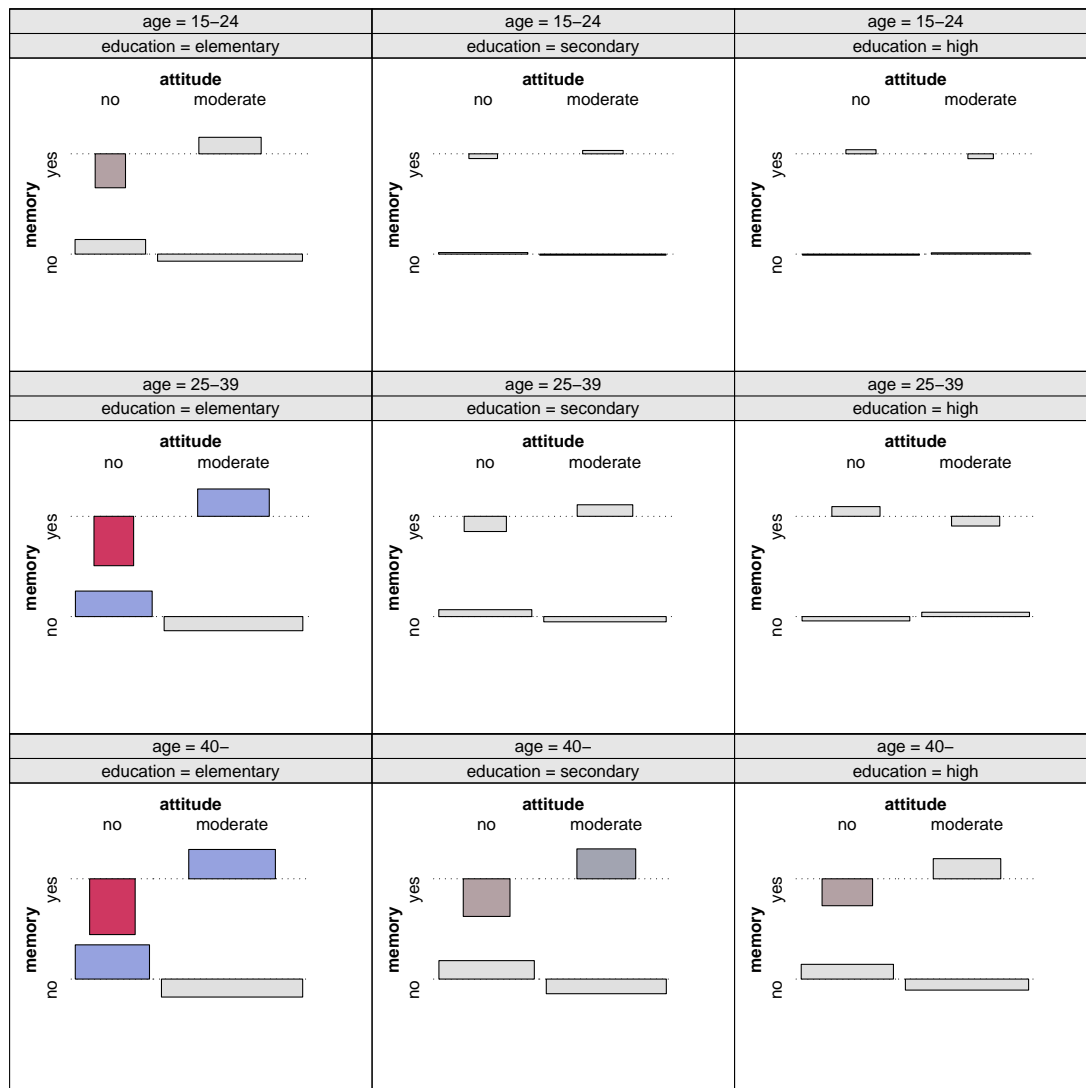 age = 15−24 age = 15−24 age = 15−24
education = elementary education = secondary education = high
attitude attitude attitude
no moderate no moderate no moderate
memory yes memory yes memory yes
no no no
age = 25−39 age = 25−39 age = 25−39
education = elementary education = secondary education = high
attitude attitude attitude
no moderate no moderate no moderate
memory yes memory yes memory yes
no no no
age = 40− age = 40− age = 40−
education = elementary education = secondary education = high
attitude attitude attitude
no moderate no moderate no moderate
memory yes memory yes memory yes
no no no